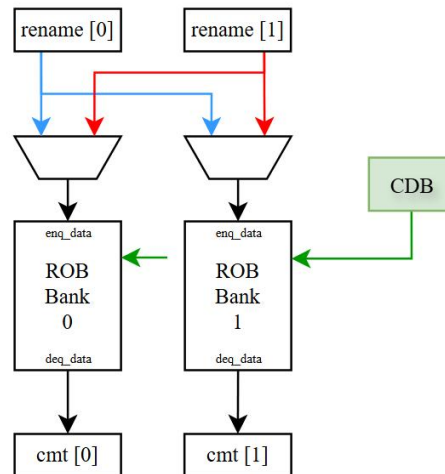 rename [0]
rename [1]
CDB
enq_data
ROB
Bank
0
deq_data
enq_data
ROB
Bank
1
deq_data
cmt [0]
cmt [1]